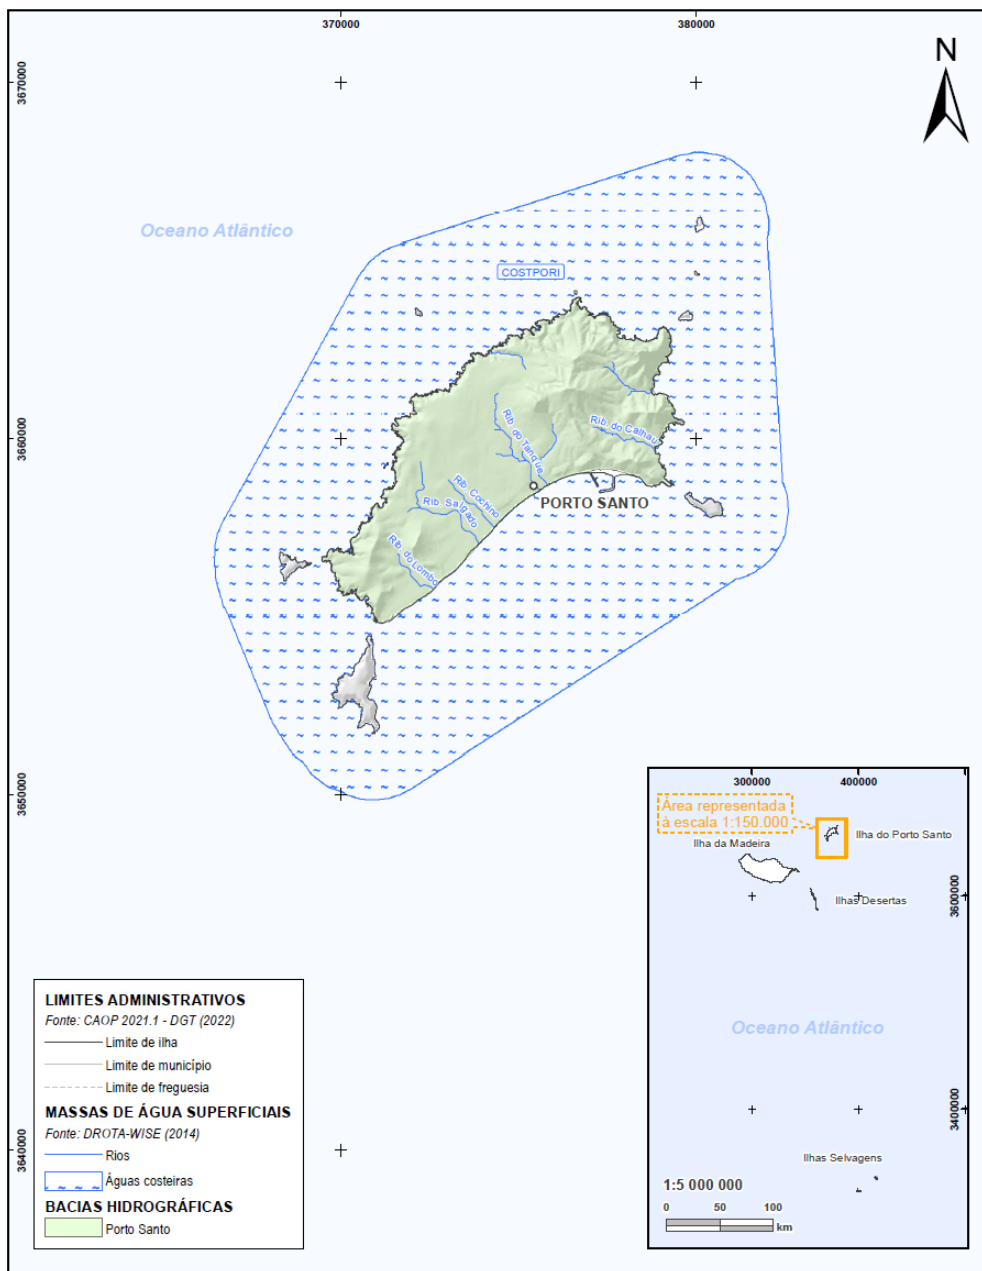 370000
380000
3670000
N
Oceano Atlântico
COSTPORI
3660000
Rib. do Tanque
Rib. do Calhau
Rib. Cochino
Rib. Salgado
PORTO SANTO
Rib. do Lombo
3650000
300000
400000
Área representada
à escala 1:150.000
Ilha do Porto Santo
Ilha da Madeira
3600000
Ilhas Desertas
Oceano Atlântico
3400000
Ilhas Selvagens
1:5 000 000
0 50 100
km
3640000
LIMITES ADMINISTRATIVOS
Fonte: CAOP 2021.1 - DGT (2022)
Limite de ilha
Limite de município
Limite de freguesia
MASSAS DE ÁGUA SUPERFICIAIS
Fonte: DROTA-WISE (2014)
Rios
Águas costeiras
BACIAS HIDROGRÁFICAS
Porto Santo